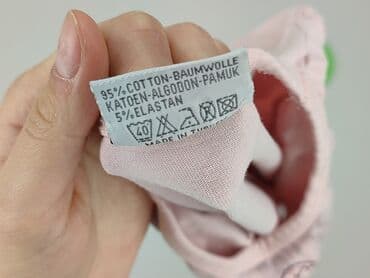 95% COTTON-BAUMWOLLE
KATOEN-ALGODON-PAMUK
5% ELASTAN
40
MADE IN